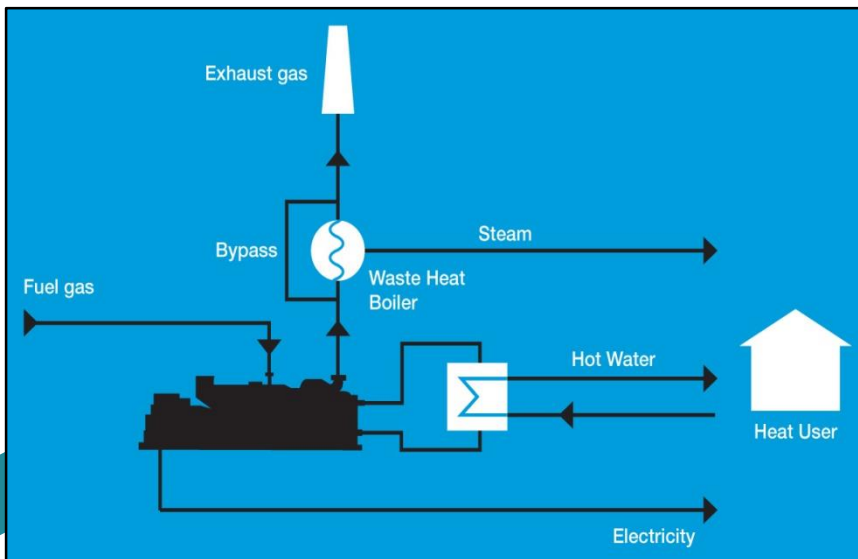 Exhaust gas
Bypass
Steam
Waste Heat
Boiler
Fuel gas
Hot Water
Heat User
Electricity